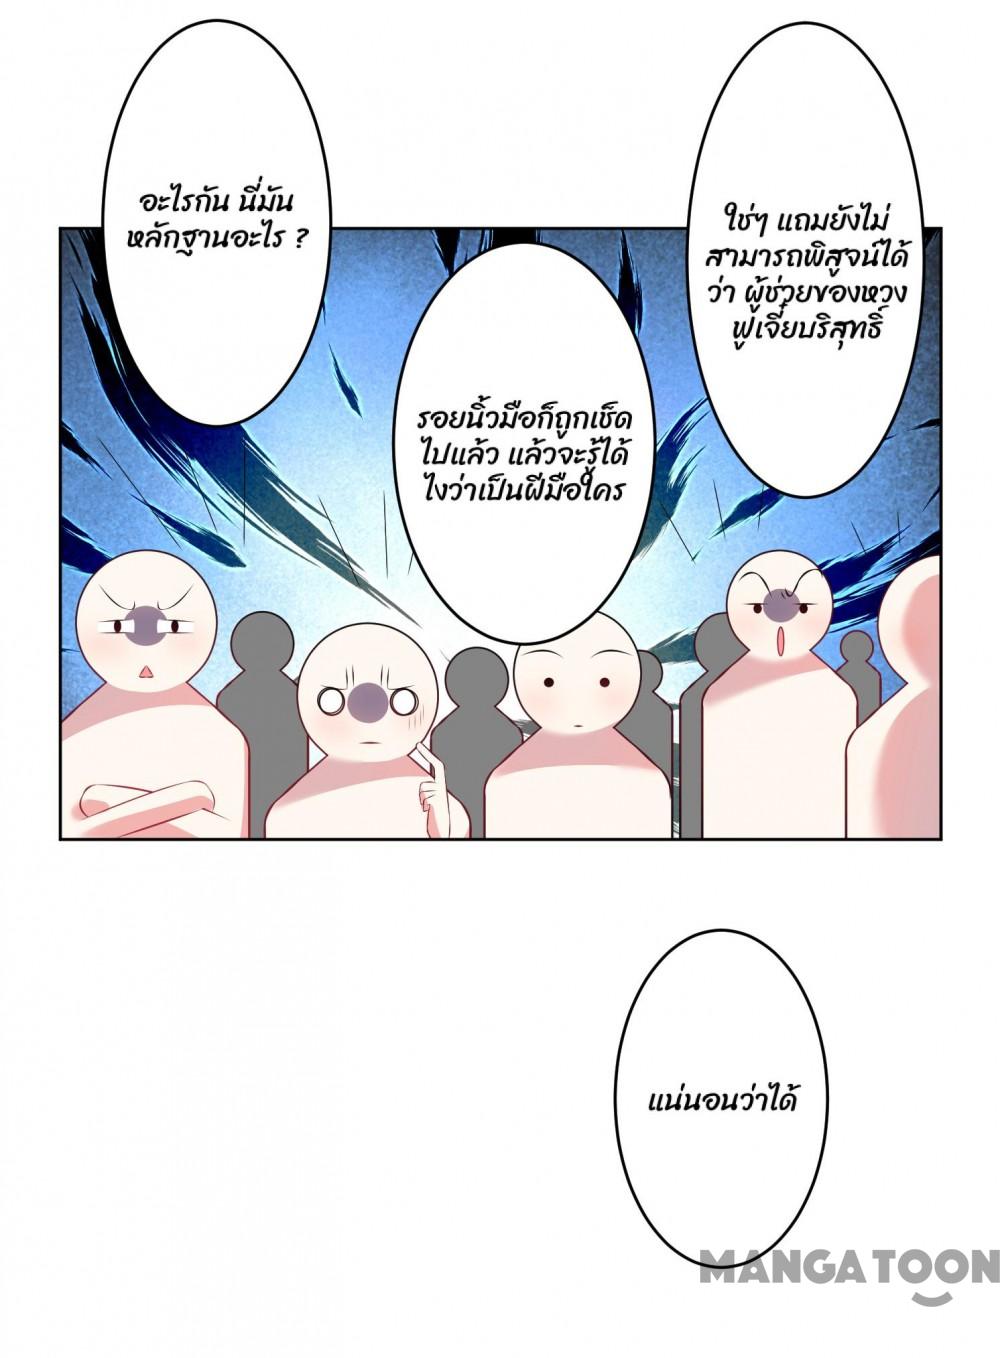 อะไรกัน นี่มัน
หลักฐานอะไร ?
รอยนิ้วมือก็ถูกเช็ด
ไปแล้ว แล้วจะรู้ได้
ไงว่าเป็นฝีมือใคร
ใช่ๆ แถมยังไม่
สามารถพิสูจน์ได้
ว่า ผู้ช่วยของหวง
ฟูเจี๋ยบริสุทธิ์
แน่นอนว่าได้
MANGATOON